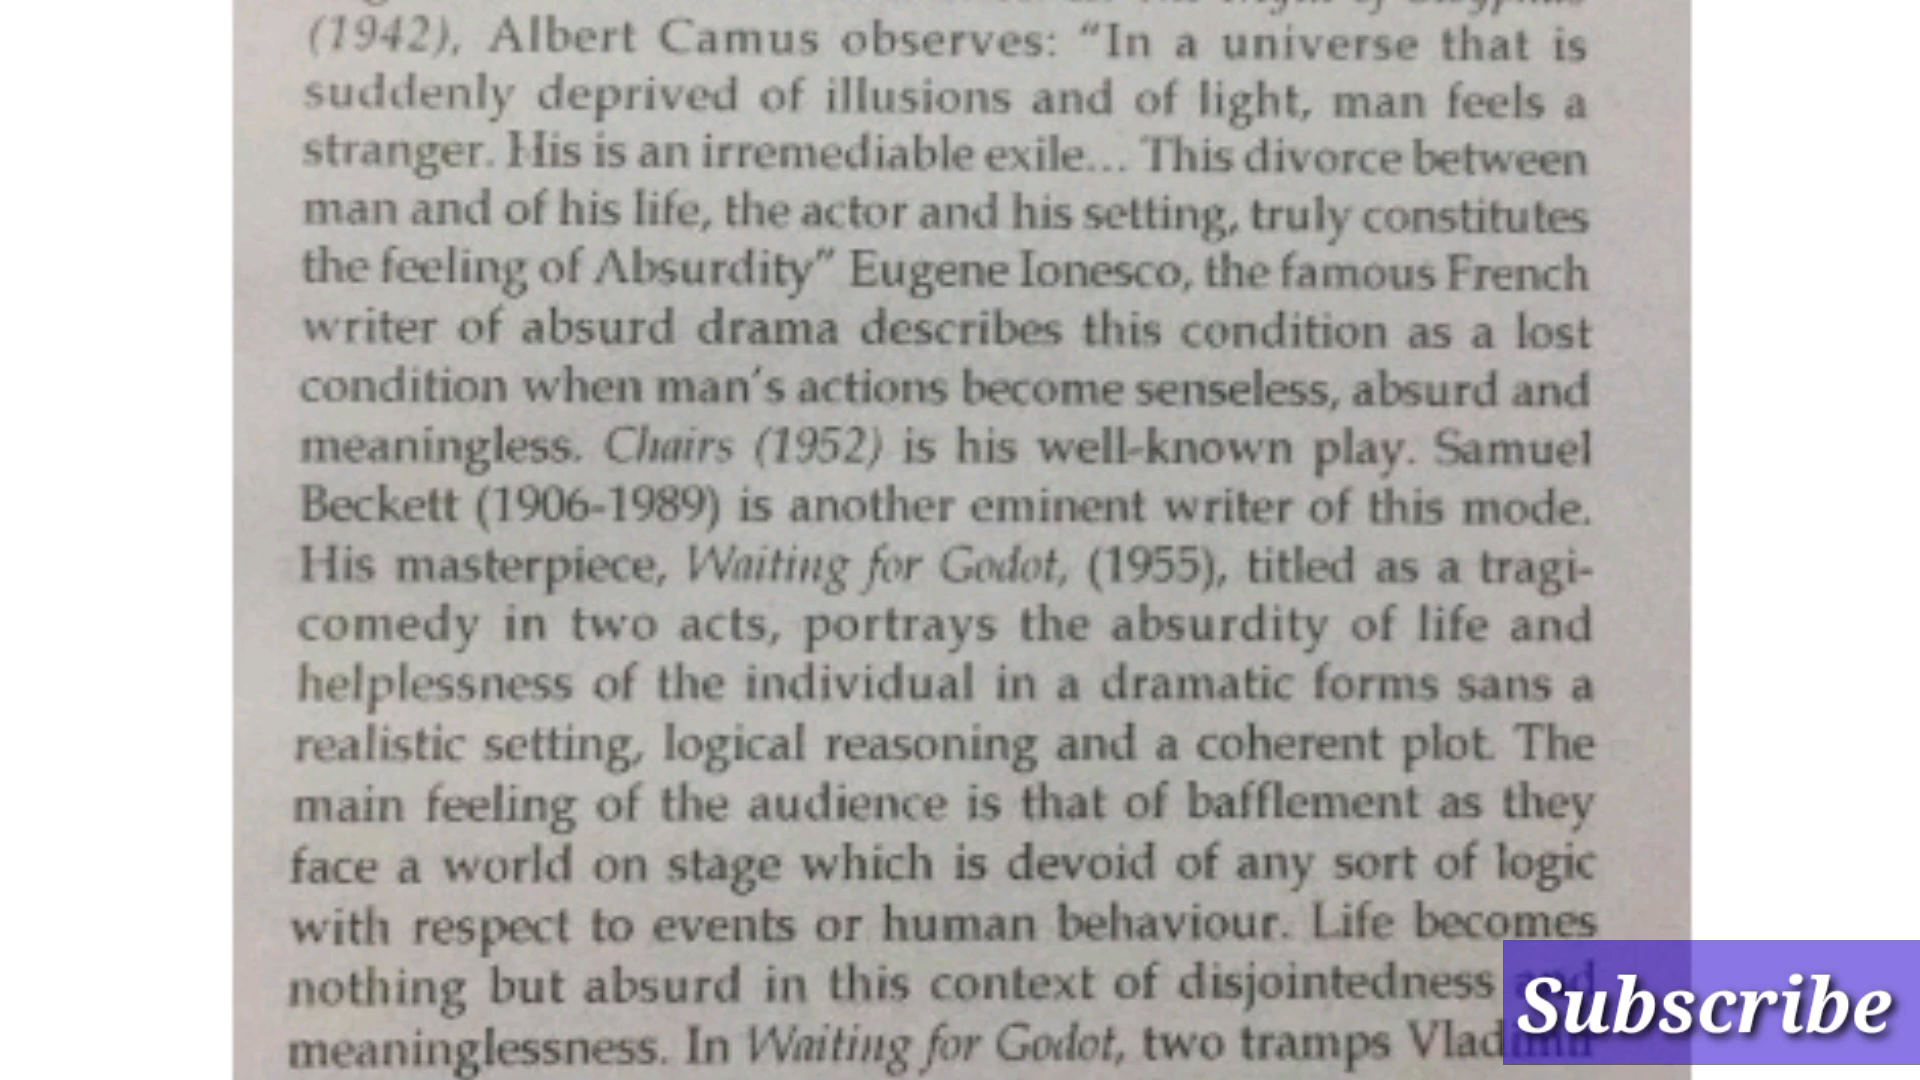 (1942), Albert Camus observes: "In a universe that is
suddenly deprived of illusions and of light, man feels a
stranger. His is an irremediable exile... This divorce between
man and of his life, the actor and his setting, truly constitutes
the feeling of Absurdity" Eugene Ionesco, the famous French
writer of absurd drama describes this condition as a lost
condition when man's actions become senseless, absurd and
meaningless. Chairs (1952) is his well-known play. Samuel
Beckett (1906-1989) is another eminent writer of this mode.
His masterpiece, Waiting for Godot, (1955), titled as a tragi-
comedy in two acts, portrays the absurdity of life and
helplessness of the individual in a dramatic forms sans a
realistic setting, logical reasoning and a coherent plot. The
main feeling of the audience is that of bafflement as they
face a world on stage which is devoid of any sort of logic
with respect to events or human behaviour. Life becomes
nothing but absurd in this context of disjointedness and
meaninglessness. In Waiting for Godot, two tramps Vladimir
Subscribe